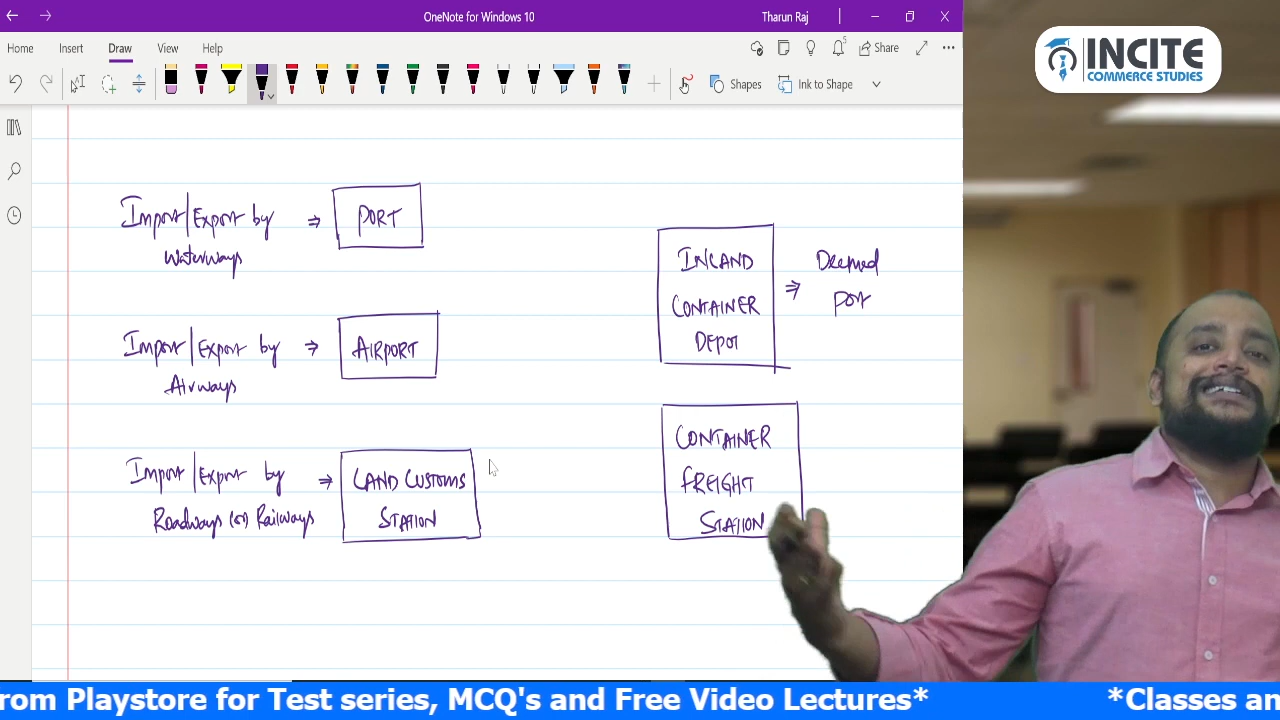 OneNote for Windows 10
Tharun Raj
Home Insert Draw View Help
5
Share
Shapes
Ink to Shape
INCITE
COMMERCE STUDIES
Import/Export by ⇒ PORT
Waterways
Import/Export by ⇒ AIRPORT
Airways
Import/Export by ⇒ LAND CUSTOMS
Roadways (or) Railways STATION
INLAND
CONTAINER
DEPOT
⇒ Deemed
Port
CONTAINER
FREIGHT
STATION
rom Playstore for Test series, MCQ's and Free Video Lectures* *Classes an